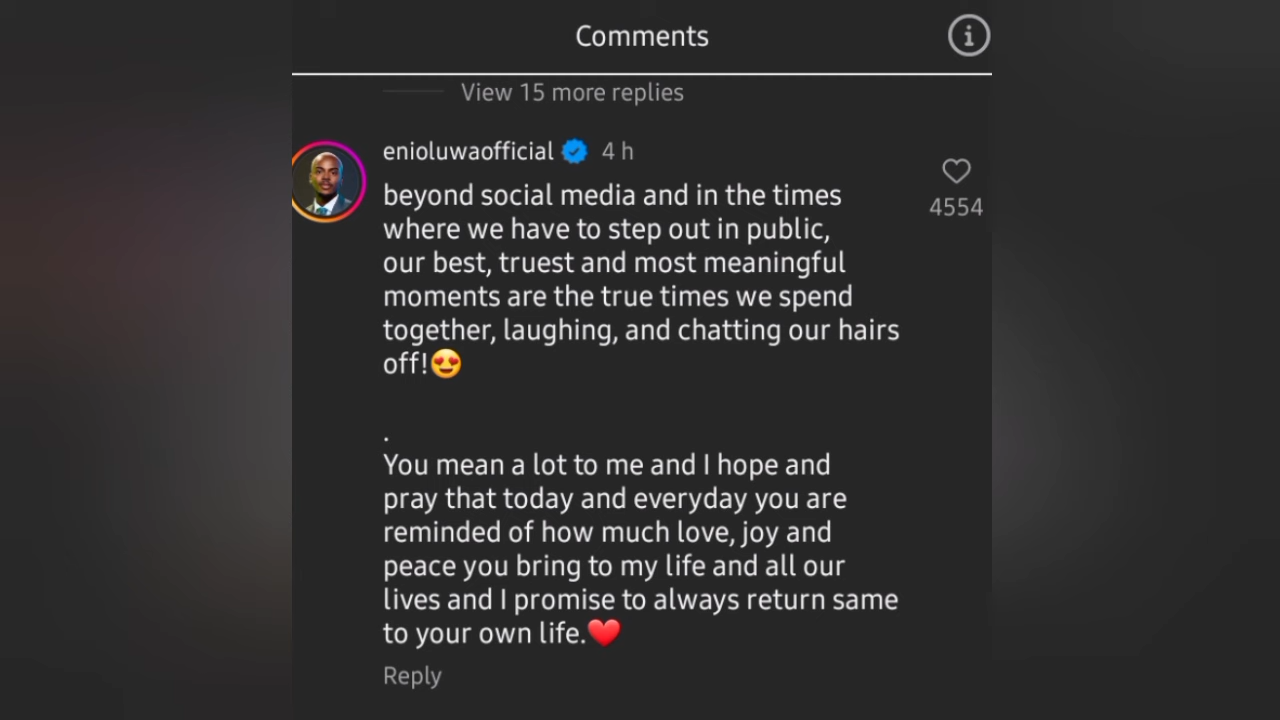 Comments
View 15 more replies
enioluwaofficial 4 h
beyond social media and in the times
where we have to step out in public,
our best, truest and most meaningful
moments are the true times we spend
together, laughing, and chatting our hairs
off!😍
.
You mean a lot to me and I hope and
pray that today and everyday you are
reminded of how much love, joy and
peace you bring to my life and all our
lives and I promise to always return same
to your own life.❤️
4554
Reply